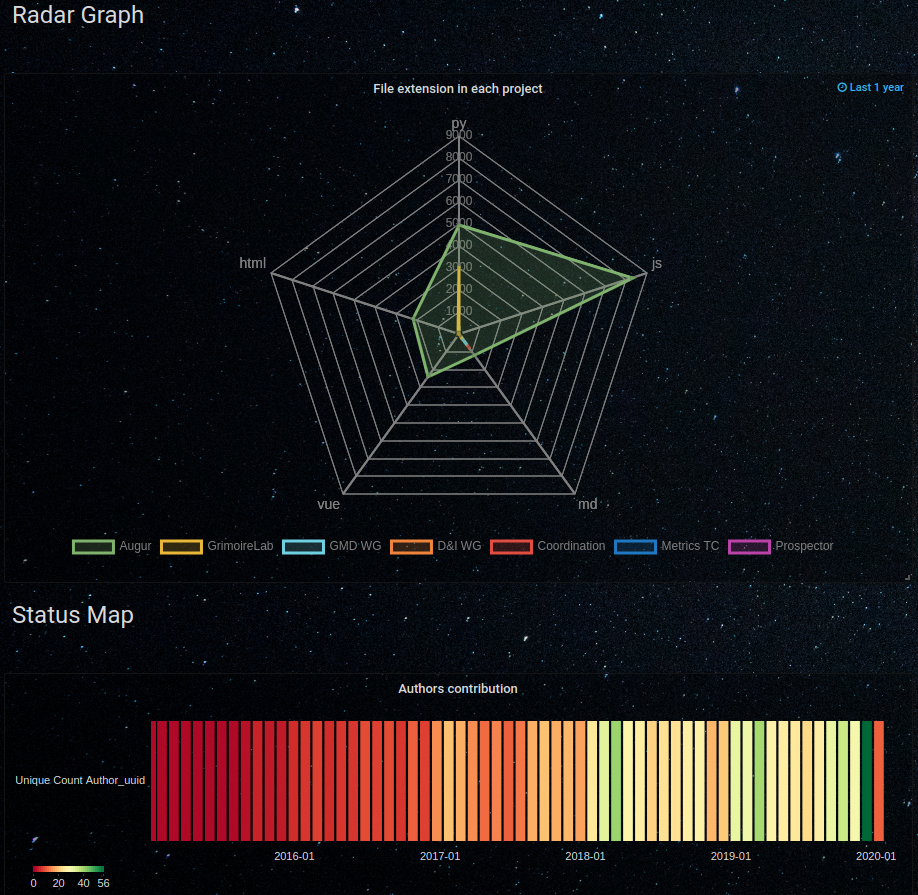 Radar Graph
File extension in each project
Last 1 year
py
9000
8000
7000
6000
5000
4000
3000
2000
1000
html
js
vue
md
Augur GrimoireLab GMD WG D&I WG Coordination Metrics TC Prospector
Status Map
Authors contribution
Unique Count Author_uuid
2016-01 2017-01 2018-01 2019-01 2020-01
0 20 40 56